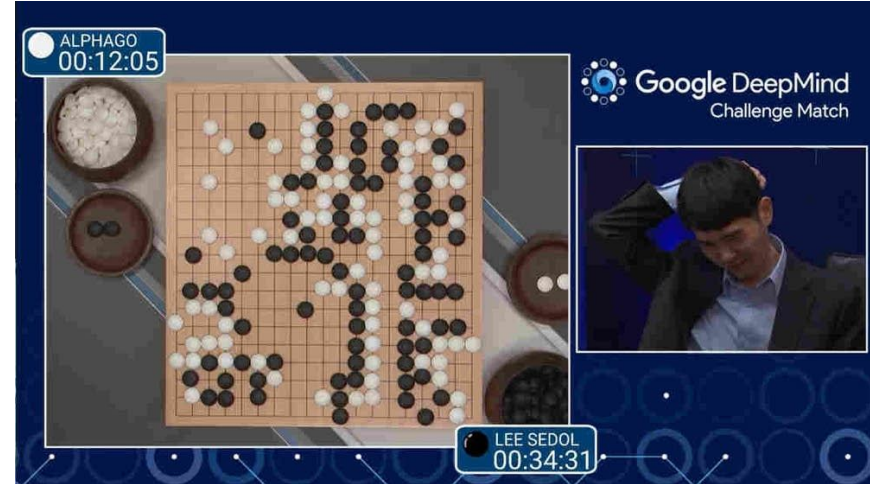 ALPHAGO
00:12:05
Google DeepMind
Challenge Match
LEE SEDOL
00:34:31